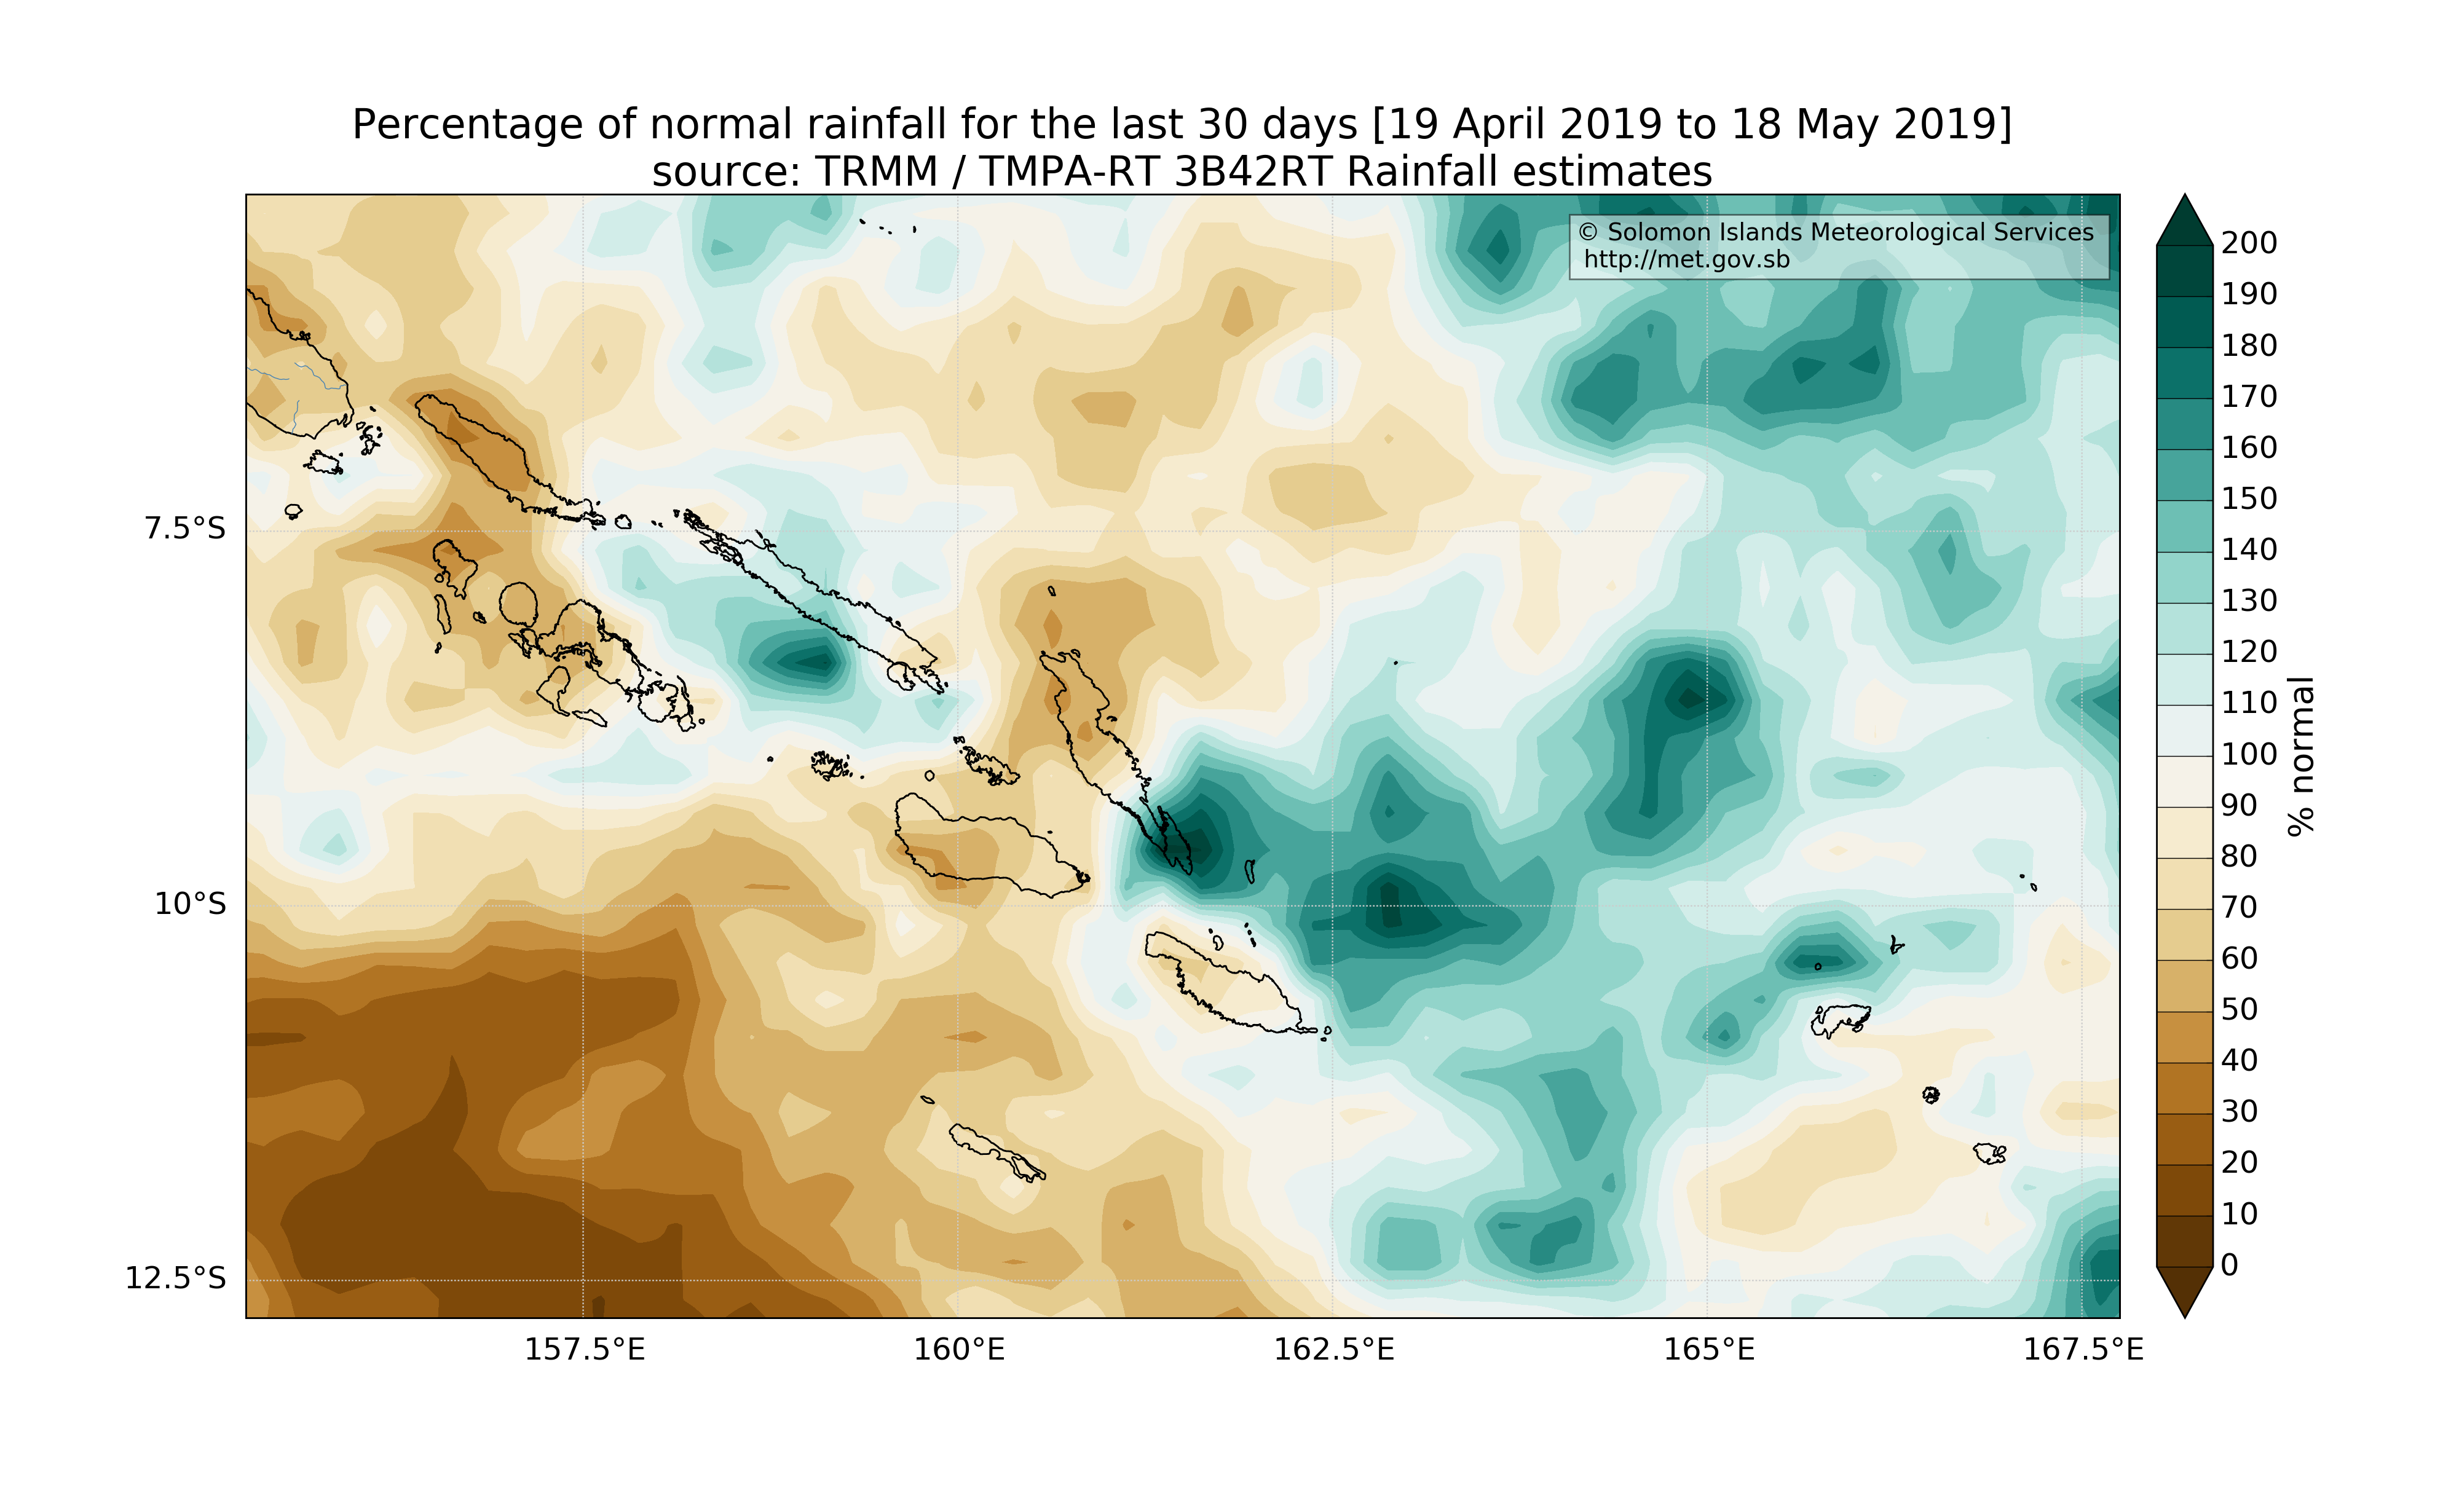 Percentage of normal rainfall for the last 30 days [19 April 2019 to 18 May 2019]
source: TRMM / TMPA-RT 3B42RT Rainfall estimates
© Solomon Islands Meteorological Services
http://met.gov.sb
7.5°S
10°S
12.5°S
157.5°E
160°E
162.5°E
165°E
167.5°E
200
190
180
170
160
150
140
130
120
110
100
90
80
70
60
50
40
30
20
10
0
% normal